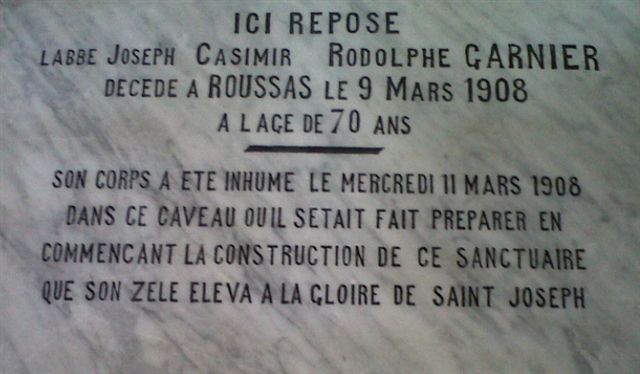 ICI REPOSE
LABBE JOSEPH CASIMIR RODOLPHE GARNIER
DECEDE A ROUSSAS LE 9 MARS 1908
A LAGE DE 70 ANS
SON CORPS A ETE INHUME LE MERCREDI 11 MARS 1908
DANS CE CAVEAU QUIL SETAIT FAIT PREPARER EN
COMMENCANT LA CONSTRUCTION DE CE SANCTUAIRE
QUE SON ZELE ELEVA A LA GLOIRE DE SAINT JOSEPH